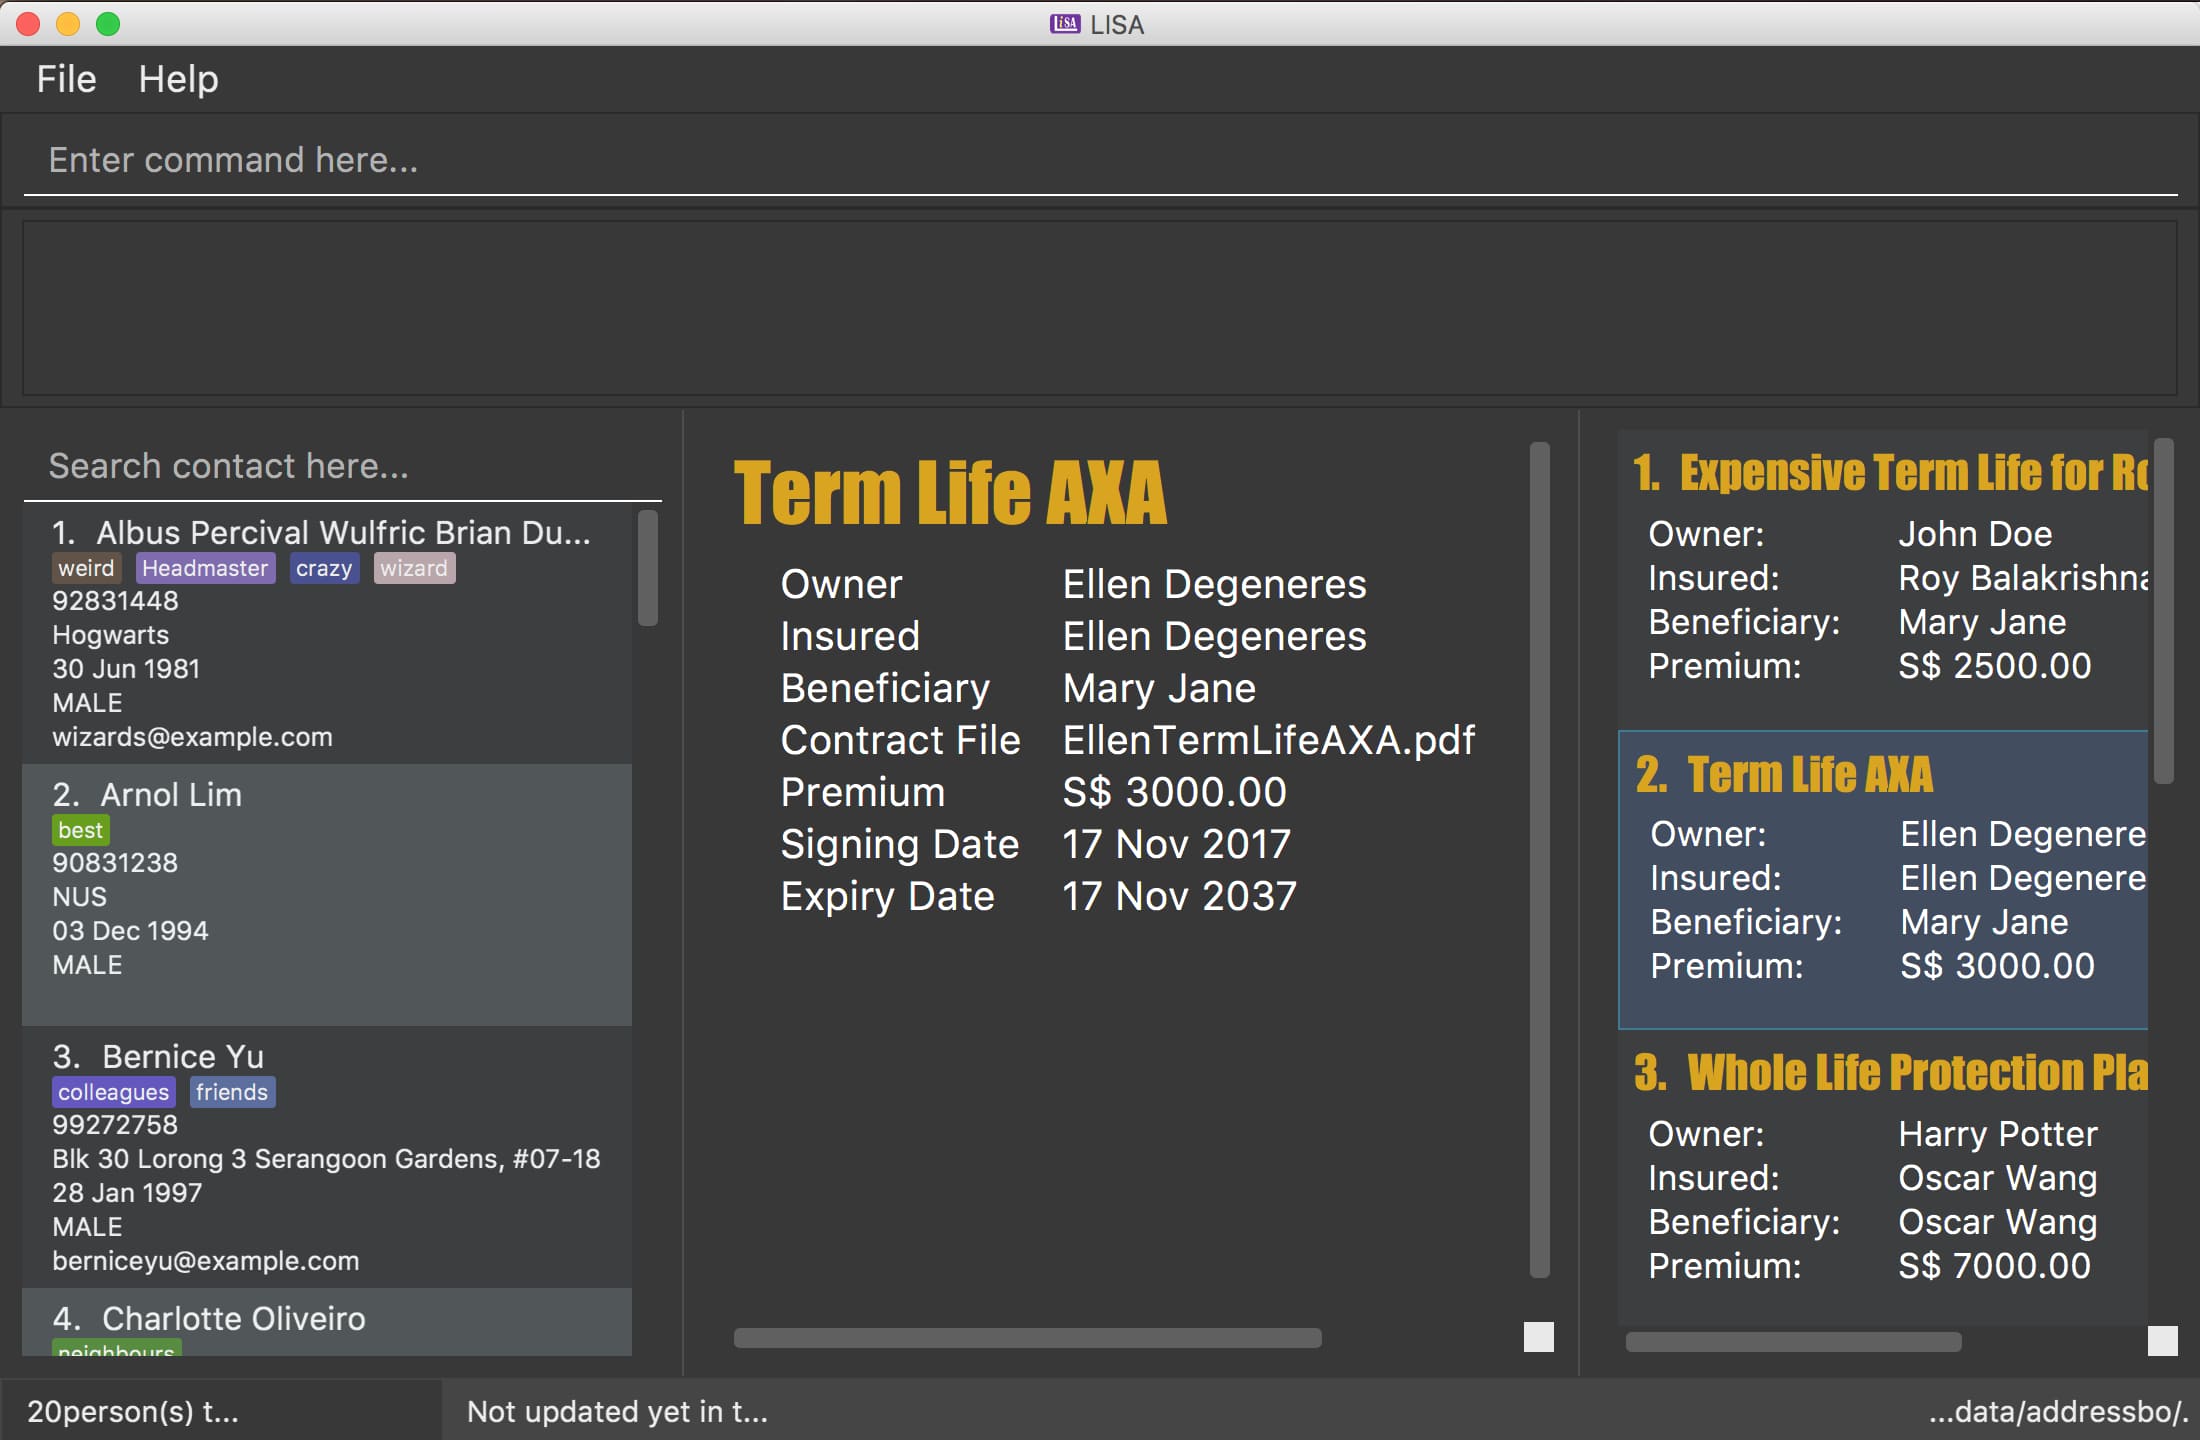 LISA LISA
File Help
Enter command here...
Search contact here...
1. Albus Percival Wulfric Brian Du...
weird Headmaster crazy wizard
92831448
Hogwarts
30 Jun 1981
MALE
wizards@example.com
2. Arnol Lim
best
90831238
NUS
03 Dec 1994
MALE
3. Bernice Yu
colleagues friends
99272758
Blk 30 Lorong 3 Serangoon Gardens, #07-18
28 Jan 1997
MALE
berniceyu@example.com
4. Charlotte Oliveiro
neighbours
Term Life AXA
Owner Ellen Degeneres
Insured Ellen Degeneres
Beneficiary Mary Jane
Contract File EllenTermLifeAXA.pdf
Premium S$ 3000.00
Signing Date 17 Nov 2017
Expiry Date 17 Nov 2037
1. Expensive Term Life for Ro
Owner: John Doe
Insured: Roy Balakrishna
Beneficiary: Mary Jane
Premium: S$ 2500.00
2. Term Life AXA
Owner: Ellen Degenere
Insured: Ellen Degenere
Beneficiary: Mary Jane
Premium: S$ 3000.00
3. Whole Life Protection Pla
Owner: Harry Potter
Insured: Oscar Wang
Beneficiary: Oscar Wang
Premium: S$ 7000.00
20person(s) t...
Not updated yet in t...
...data/addressbo/.